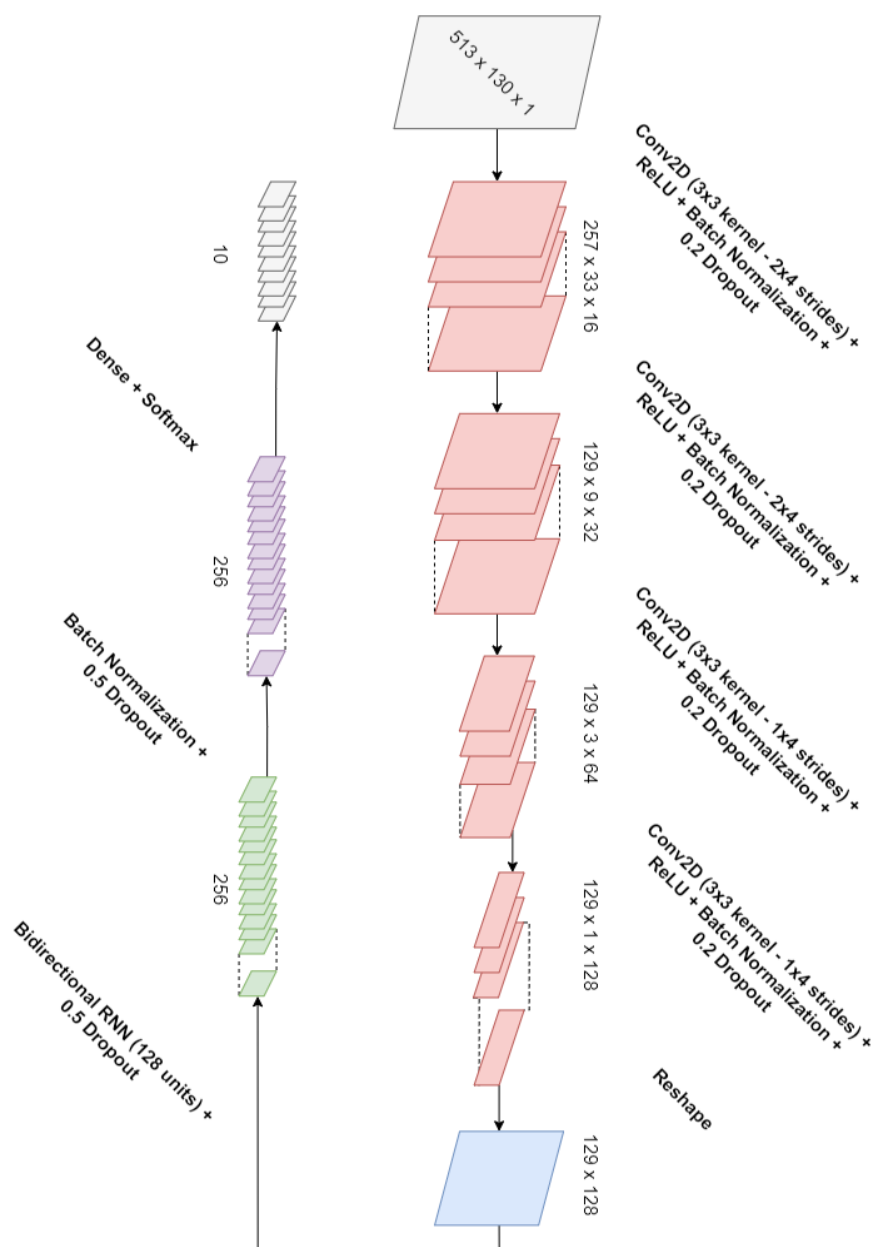 513 x 130 x 1
Conv2D (3x3 kernel - 2x4 strides) +
ReLU + Batch Normalization +
0.2 Dropout
257 x 33 x 16
Conv2D (3x3 kernel - 2x4 strides) +
ReLU + Batch Normalization +
0.2 Dropout
129 x 9 x 32
Conv2D (3x3 kernel - 1x4 strides) +
ReLU + Batch Normalization +
0.2 Dropout
129 x 3 x 64
Conv2D (3x3 kernel - 1x4 strides) +
ReLU + Batch Normalization +
0.2 Dropout
129 x 1 x 128
Reshape
129 x 128
Bidirectional RNN (128 units) +
0.5 Dropout
256
Batch Normalization +
0.5 Dropout
256
Dense + Softmax
10